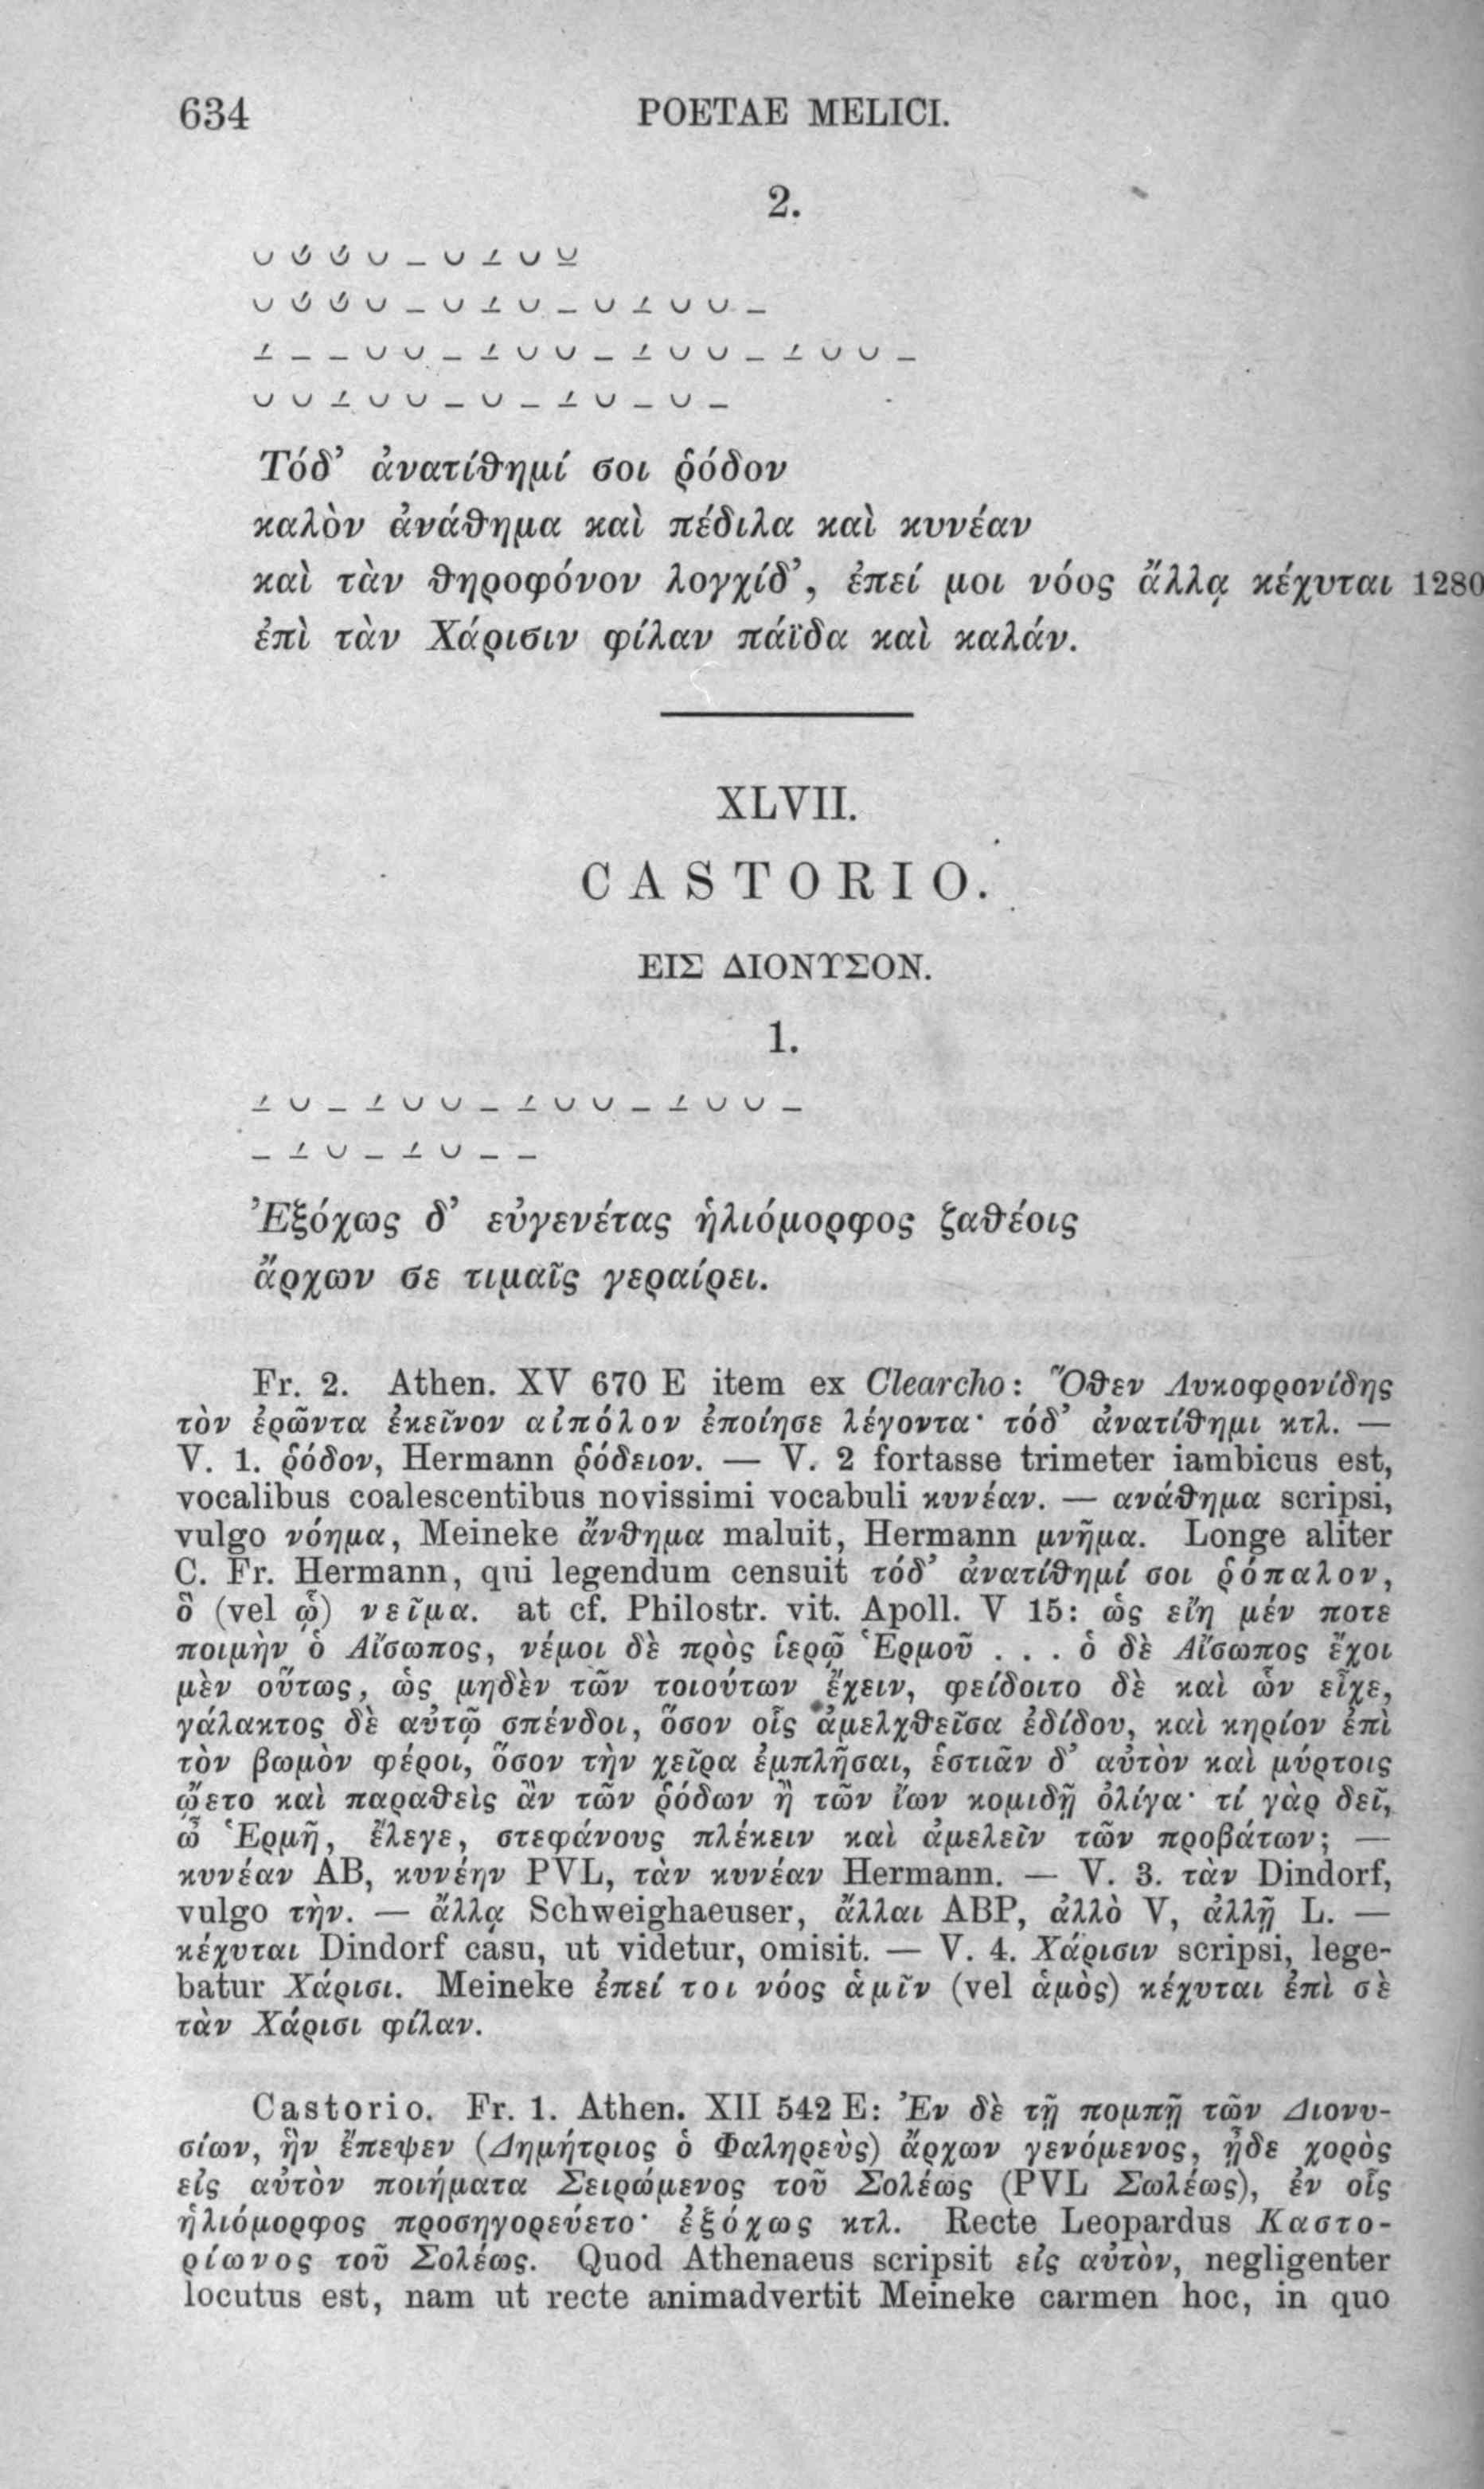 634 POETAE MELICI.
2.
∪ ∪́∪ ∪́∪ ∪ – ∪ –́ ∪ ∪̲
∪ ∪́∪ ∪́∪ ∪ – ∪ –́ ∪ – ∪ –́ ∪ ∪ –
–́ – – ∪ ∪ – –́ ∪ ∪ – –́ ∪ ∪ – –́ ∪ ∪ –
∪ ∪ –́ ∪ ∪ – ∪ – –́ ∪ – ∪ –
Τόδ’ ἀνατίθημί σοι ῥόδον
καλὸν ἀνάθημα καὶ πέδιλα καὶ κυνέαν
καὶ τὰν θηροφόνον λογχίδ’, ἐπεί μοι νόος ἄλλᾳ κέχυται 1280
ἐπὶ τὰν Χάρισιν φίλαν πάϊδα καὶ καλάν.
XLVII.
CASTORIO.
ΕΙΣ ΔΙΟΝΥΣΟΝ.
1.
–́ ∪ – –́ ∪ ∪ – –́ ∪ ∪ – –́ ∪ ∪ –
– –́ ∪ – –́ ∪ – –
Ἐξόχως δ’ εὐγενέτας ἡλιόμορφος ζαθέοις
ἄρχων σε τιμαῖς γεραίρει.
Fr. 2. Athen. XV 670 E item ex Clearcho: Ὅθεν Λυκοφρονίδης
τὸν ἐρῶντα ἐκεῖνον αἰπόλον ἐποίησε λέγοντα· τόδ’ ἀνατίθημι κτλ. —
V. 1. ῥόδον, Hermann ῥόδειον. — V. 2 fortasse trimeter iambicus est,
vocalibus coalescentibus novissimi vocabuli κυνέαν. — ανάθημα scripsi,
vulgo νόημα, Meineke ἄνθημα maluit, Hermann μνῆμα. Longe aliter
C. Fr. Hermann, qui legendum censuit τόδ’ ἀνατίθημί σοι ῥόπαλον,
ὃ (vel ᾧ) νεῖμα. at cf. Philostr. vit. Apoll. V 15: ὡς εἴη μέν ποτε
ποιμὴν ὁ Αἴσωπος, νέμοι δὲ πρὸς ἱερῷ Ἑρμοῦ . . . ὁ δὲ Αἴσωπος ἔχοι
μὲν οὕτως, ὡς μηδὲν τῶν τοιούτων ἔχειν, φείδοιτο δὲ καὶ ὧν εἶχε,
γάλακτος δὲ αὐτῷ σπένδοι, ὅσον οἶς ἀμελχθεῖσα ἐδίδου, καὶ κηρίον ἐπὶ
τὸν βωμὸν φέροι, ὅσον τὴν χεῖρα ἐμπλῆσαι, ἑστιᾶν δ’ αὐτὸν καὶ μύρτοις
ᾤετο καὶ παραθεὶς ἂν τῶν ῥόδων ἢ τῶν ἴων κομιδῇ ὀλίγα· τί γὰρ δεῖ,
ὦ Ἑρμῆ, ἔλεγε, στεφάνους πλέκειν καὶ ἀμελεῖν τῶν προβάτων; —
κυνέαν AB, κυνέην PVL, τὰν κυνέαν Hermann. — V. 3. τὰν Dindorf,
vulgo τὴν. — ἄλλᾳ Schweighaeuser, ἄλλαι ABP, ἀλλὸ V, ἀλλῇ L. —
κέχυται Dindorf casu, ut videtur, omisit. — V. 4. Χάρισιν scripsi, lege-
batur Χάρισι. Meineke ἐπεί τοι νόος ἁμῖν (vel ἁμὸς) κέχυται ἐπὶ σὲ
τὰν Χάρισι φίλαν.
Castorio. Fr. 1. Athen. XII 542 E: Ἐν δὲ τῇ πομπῇ τῶν Διονυ-
σίων, ἣν ἔπεμψεν (Δημήτριος ὁ Φαληρεὺς) ἄρχων γενόμενος, ᾖδε χορὸς
εἰς αὐτὸν ποιήματα Σειρώμενος τοῦ Σολέως (PVL Σωλέως), ἐν οἷς
ἡλιόμορφος προσηγορεύετο· ἐξόχως κτλ. Recte Leopardus Καστο-
ρίωνος τοῦ Σολέως. Quod Athenaeus scripsit εἰς αὐτὸν, negligenter
locutus est, nam ut recte animadvertit Meineke carmen hoc, in quo